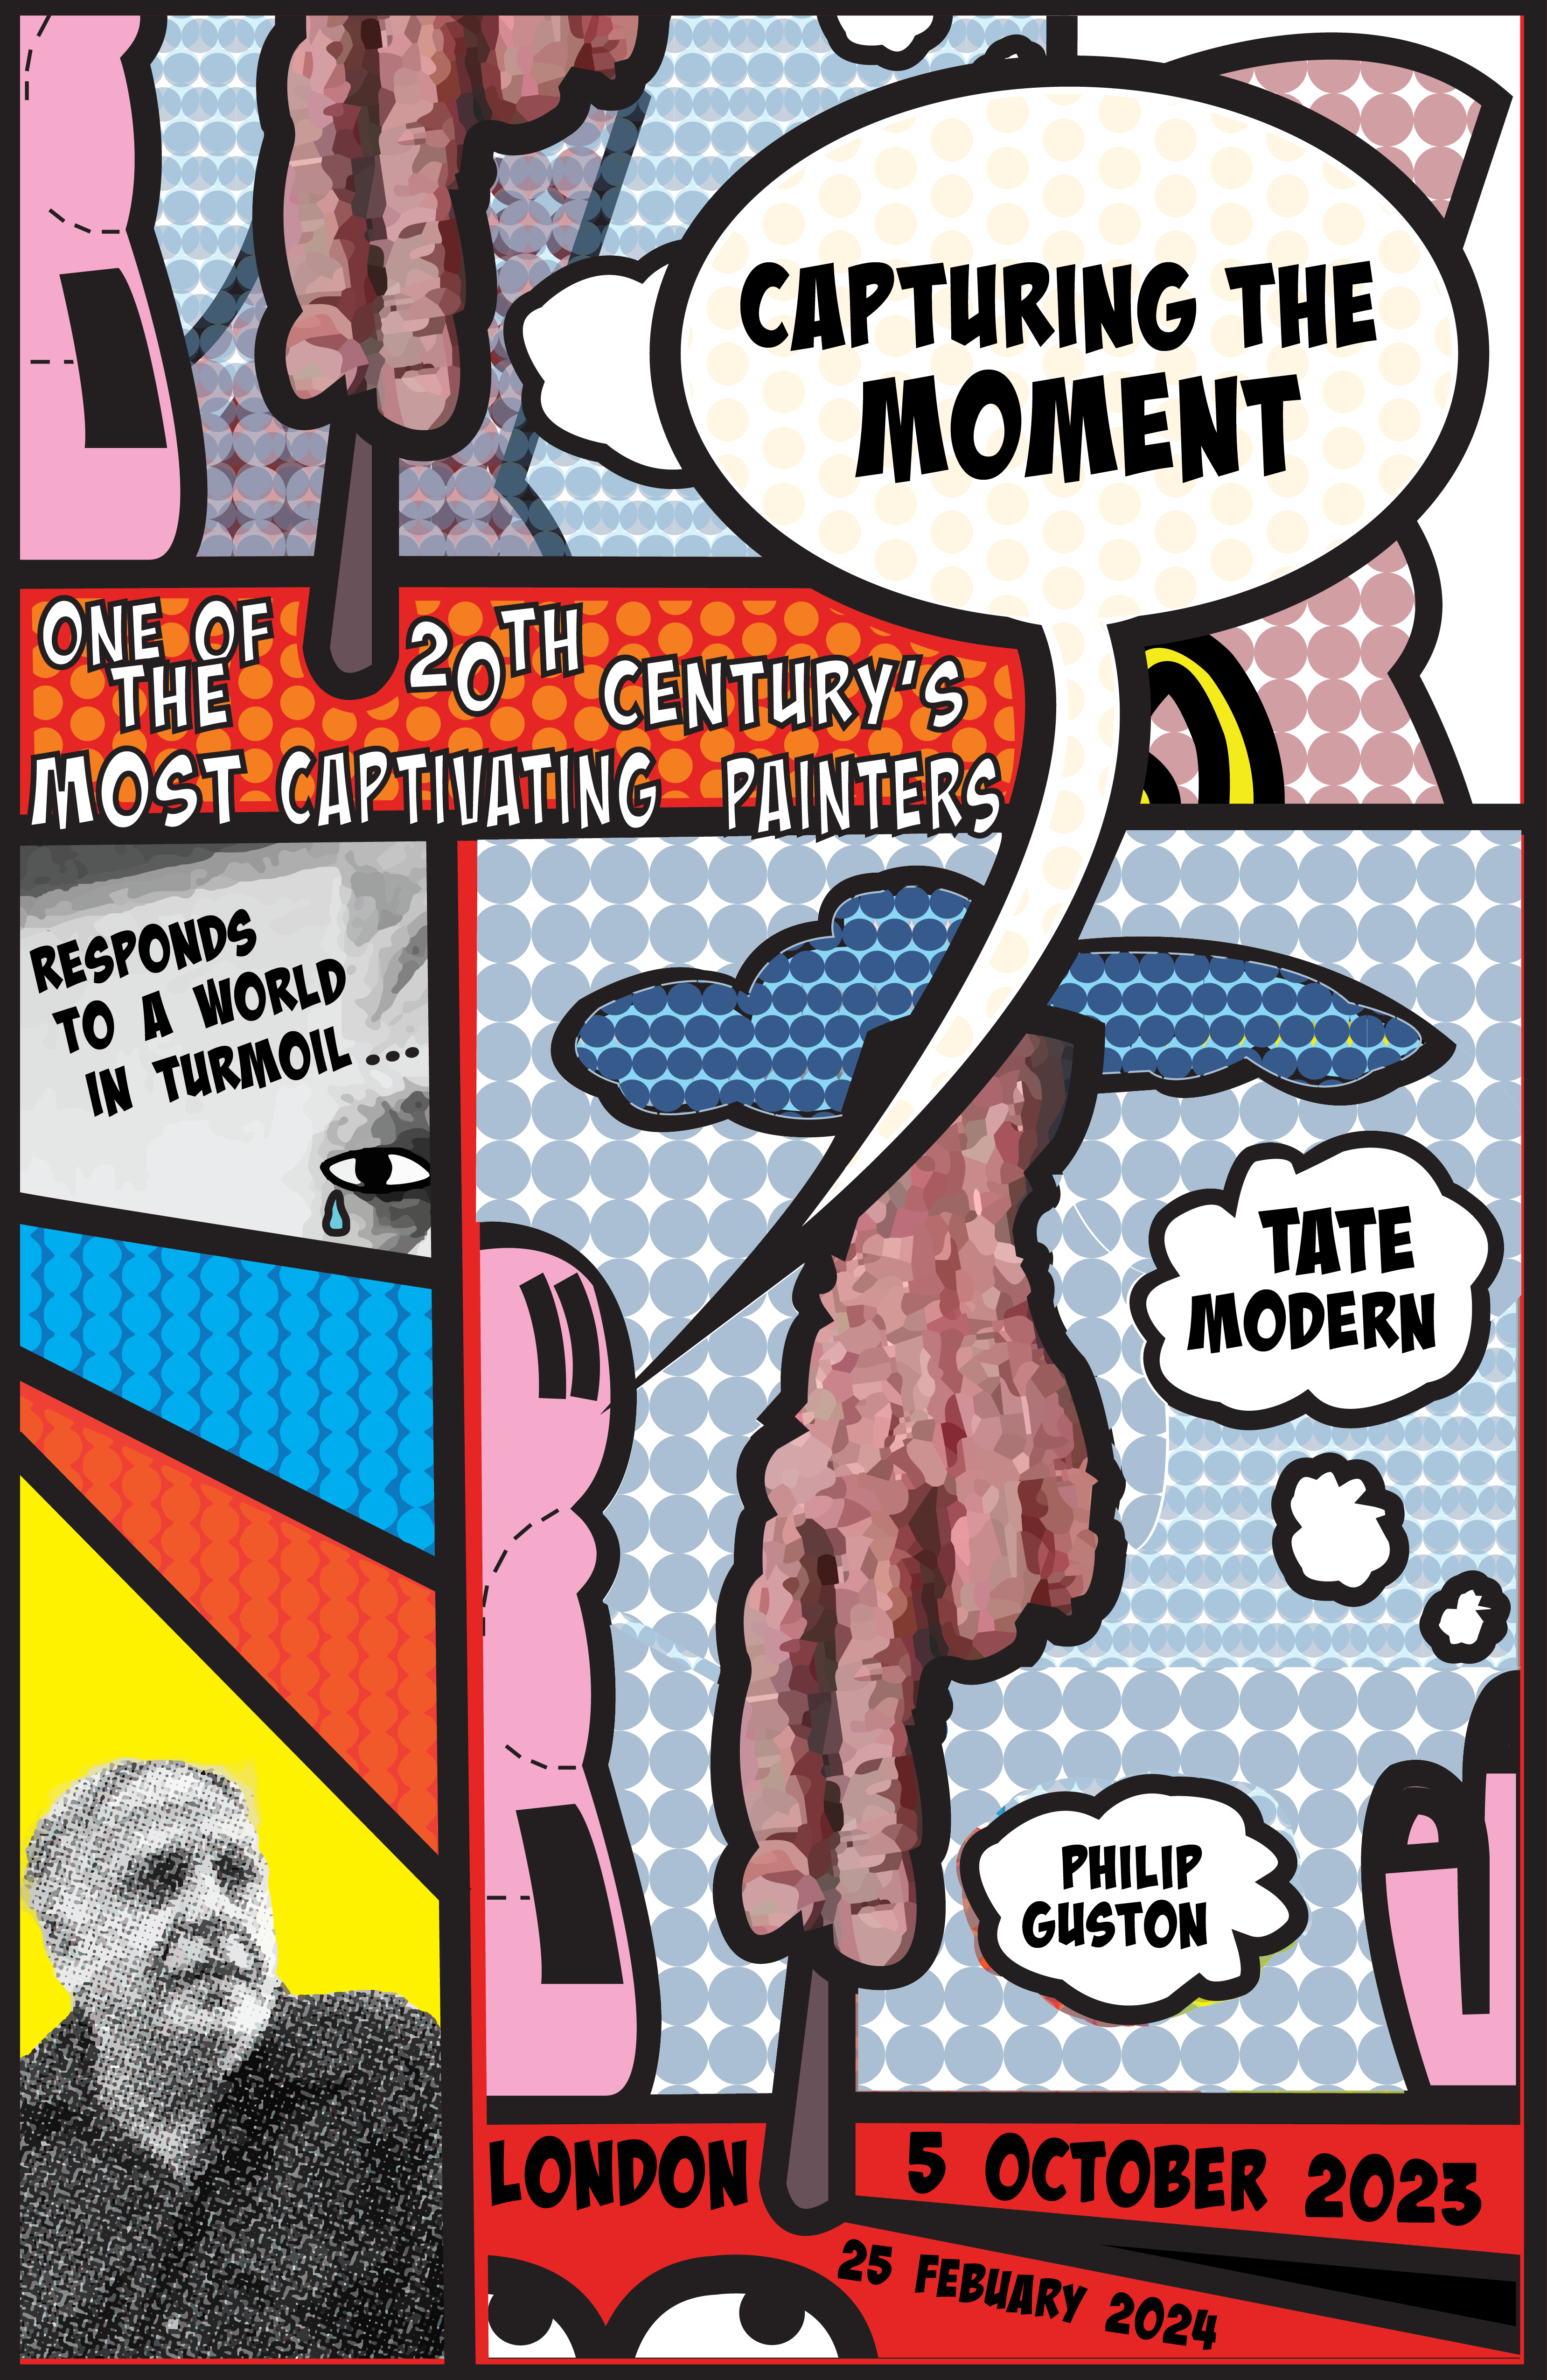 CAPTURING THE
MOMENT
ONE OF
THE
20TH CENTURY'S
MOST CAPTIVATING PAINTERS
RESPONDS
TO A WORLD
IN TURMOIL ....
TATE
MODERN
PHILIP
GUSTON
LONDON
5 OCTOBER 2023
25 FEBUARY 2024